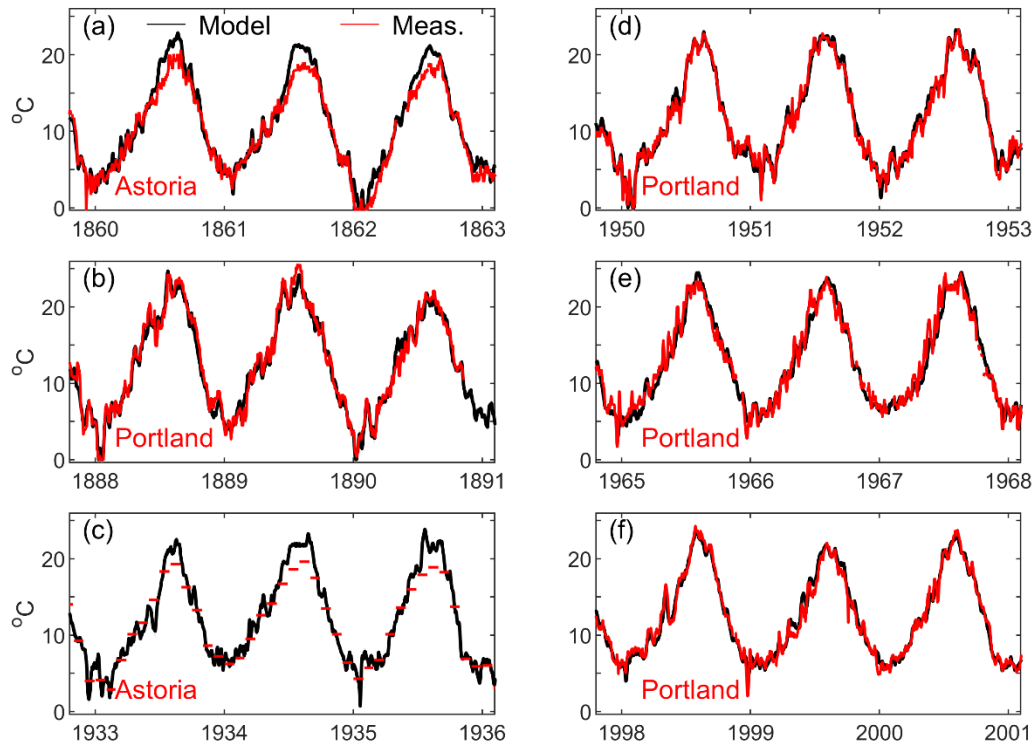 (a) Model Meas.
°C
20
10
0
Astoria
1860 1861 1862 1863
(b)
°C
20
10
0
Portland
1888 1889 1890 1891
(c)
°C
20
10
0
Astoria
1933 1934 1935 1936
(d)
20
10
0
Portland
1950 1951 1952 1953
(e)
20
10
0
Portland
1965 1966 1967 1968
(f)
20
10
0
Portland
1998 1999 2000 2001